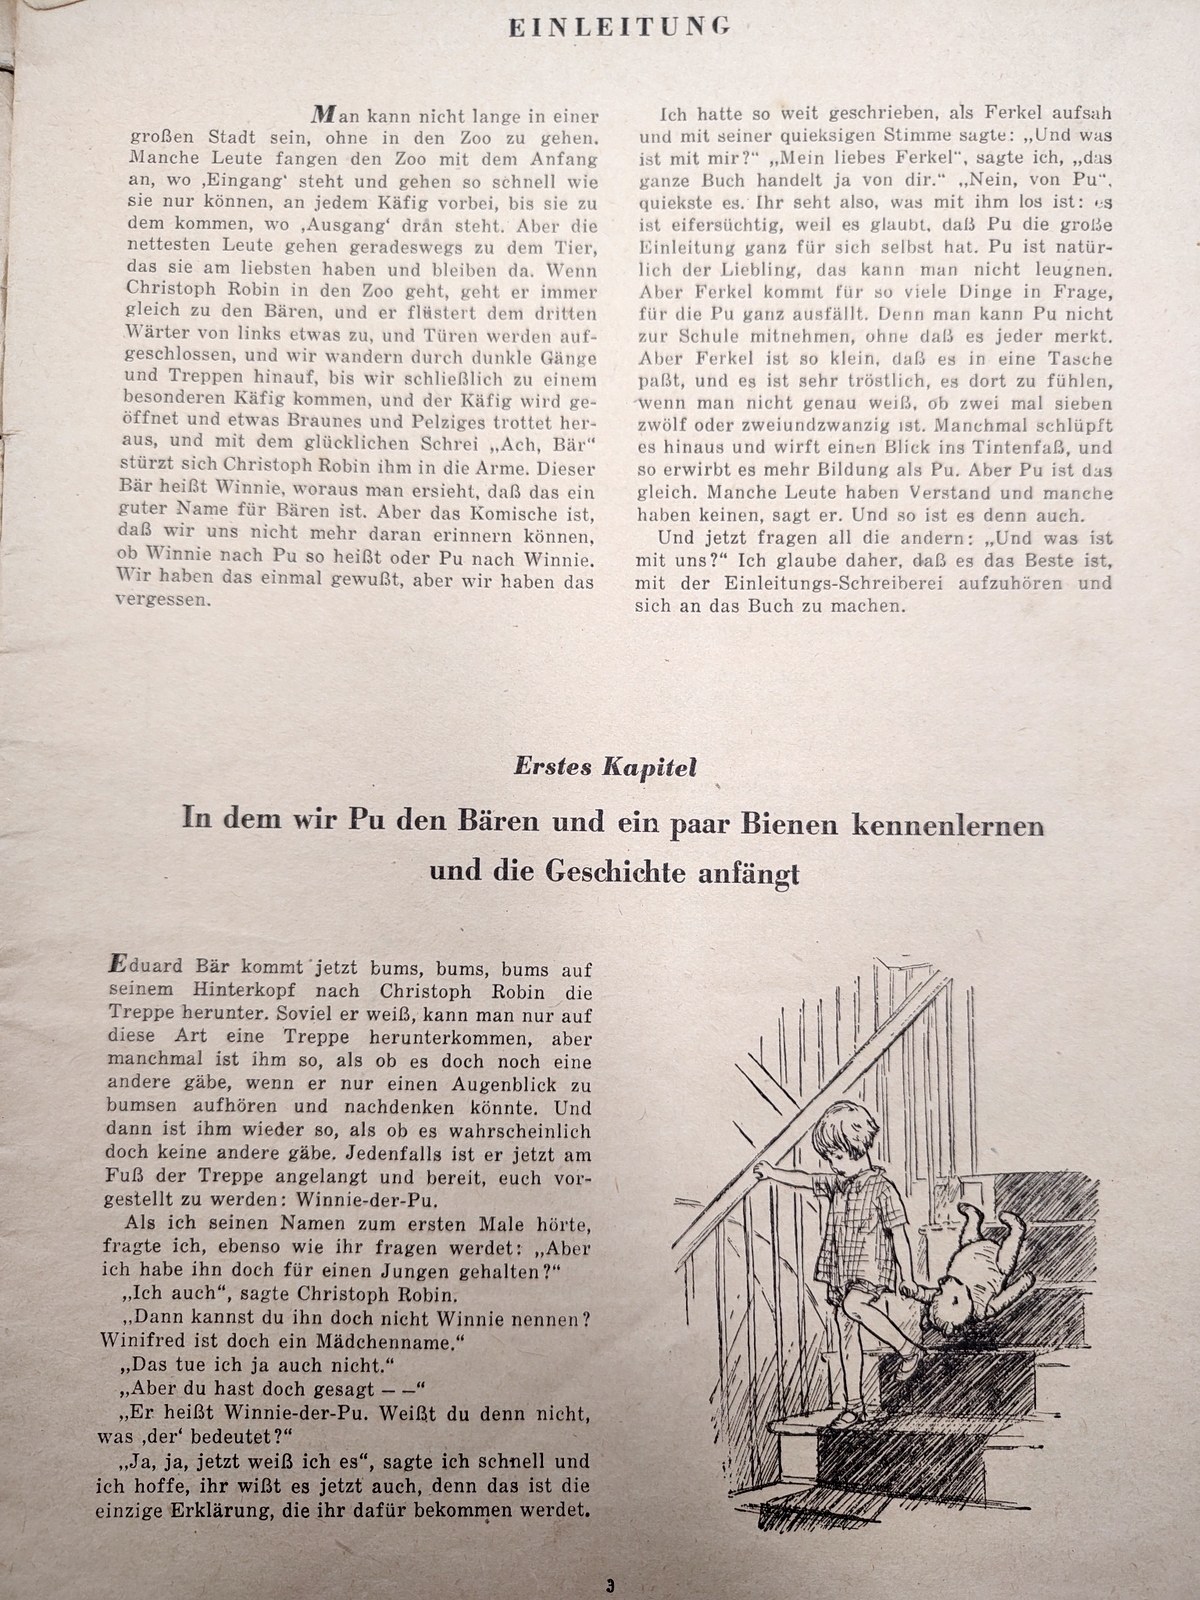 EINLEITUNG
Man kann nicht lange in einer
großen Stadt sein, ohne in den Zoo zu gehen.
Manche Leute fangen den Zoo mit dem Anfang
an, wo ‚Eingang‘ steht und gehen so schnell wie
sie nur können, an jedem Käfig vorbei, bis sie zu
dem kommen, wo ‚Ausgang‘ dran steht. Aber die
nettesten Leute gehen geradeswegs zu dem Tier,
das sie am liebsten haben und bleiben da. Wenn
Christoph Robin in den Zoo geht, geht er immer
gleich zu den Bären, und er flüstert dem dritten
Wärter von links etwas zu, und Türen werden auf-
geschlossen, und wir wandern durch dunkle Gänge
und Treppen hinauf, bis wir schließlich zu einem
besonderen Käfig kommen, und der Käfig wird ge-
öffnet und etwas Braunes und Pelziges trottet her-
aus, und mit dem glücklichen Schrei „Ach, Bär“
stürzt sich Christoph Robin ihm in die Arme. Dieser
Bär heißt Winnie, woraus man ersieht, daß das ein
guter Name für Bären ist. Aber das Komische ist,
daß wir uns nicht mehr daran erinnern können,
ob Winnie nach Pu so heißt oder Pu nach Winnie.
Wir haben das einmal gewußt, aber wir haben das
vergessen.
Ich hatte so weit geschrieben, als Ferkel aufsah
und mit seiner quieksigen Stimme sagte: „Und was
ist mit mir?“ „Mein liebes Ferkel“, sagte ich, „das
ganze Buch handelt ja von dir.“ „Nein, von Pu“,
quiekste es. Ihr seht also, was mit ihm los ist: es
ist eifersüchtig, weil es glaubt, daß Pu die große
Einleitung ganz für sich selbst hat. Pu ist natür-
lich der Liebling, das kann man nicht leugnen.
Aber Ferkel kommt für so viele Dinge in Frage,
für die Pu ganz ausfällt. Denn man kann Pu nicht
zur Schule mitnehmen, ohne daß es jeder merkt.
Aber Ferkel ist so klein, daß es in eine Tasche
paßt, und es ist sehr tröstlich, es dort zu fühlen,
wenn man nicht genau weiß, ob zwei mal sieben
zwölf oder zweiundzwanzig ist. Manchmal schlüpft
es hinaus und wirft einen Blick ins Tintenfaß, und
so erwirbt es mehr Bildung als Pu. Aber Pu ist das
gleich. Manche Leute haben Verstand und manche
haben keinen, sagt er. Und so ist es denn auch.
Und jetzt fragen all die andern: „Und was ist
mit uns?“ Ich glaube daher, daß es das Beste ist,
mit der Einleitungs-Schreiberei aufzuhören und
sich an das Buch zu machen.
Erstes Kapitel
In dem wir Pu den Bären und ein paar Bienen kennenlernen
und die Geschichte anfängt
Eduard Bär kommt jetzt bums, bums, bums auf
seinem Hinterkopf nach Christoph Robin die
Treppe herunter. Soviel er weiß, kann man nur auf
diese Art eine Treppe herunterkommen, aber
manchmal ist ihm so, als ob es doch noch eine
andere gäbe, wenn er nur einen Augenblick zu
bumsen aufhören und nachdenken könnte. Und
dann ist ihm wieder so, als ob es wahrscheinlich
doch keine andere gäbe. Jedenfalls ist er jetzt am
Fuß der Treppe angelangt und bereit, euch vor-
gestellt zu werden: Winnie-der-Pu.
Als ich seinen Namen zum ersten Male hörte,
fragte ich, ebenso wie ihr fragen werdet: „Aber
ich habe ihn doch für einen Jungen gehalten?“
„Ich auch“, sagte Christoph Robin.
„Dann kannst du ihn doch nicht Winnie nennen?
Winifred ist doch ein Mädchenname.“
„Das tue ich ja auch nicht.“
„Aber du hast doch gesagt – –“
„Er heißt Winnie-der-Pu. Weißt du denn nicht,
was ‚der‘ bedeutet?“
„Ja, ja, jetzt weiß ich es“, sagte ich schnell und
ich hoffe, ihr wißt es jetzt auch, denn das ist die
einzige Erklärung, die ihr dafür bekommen werdet.
3